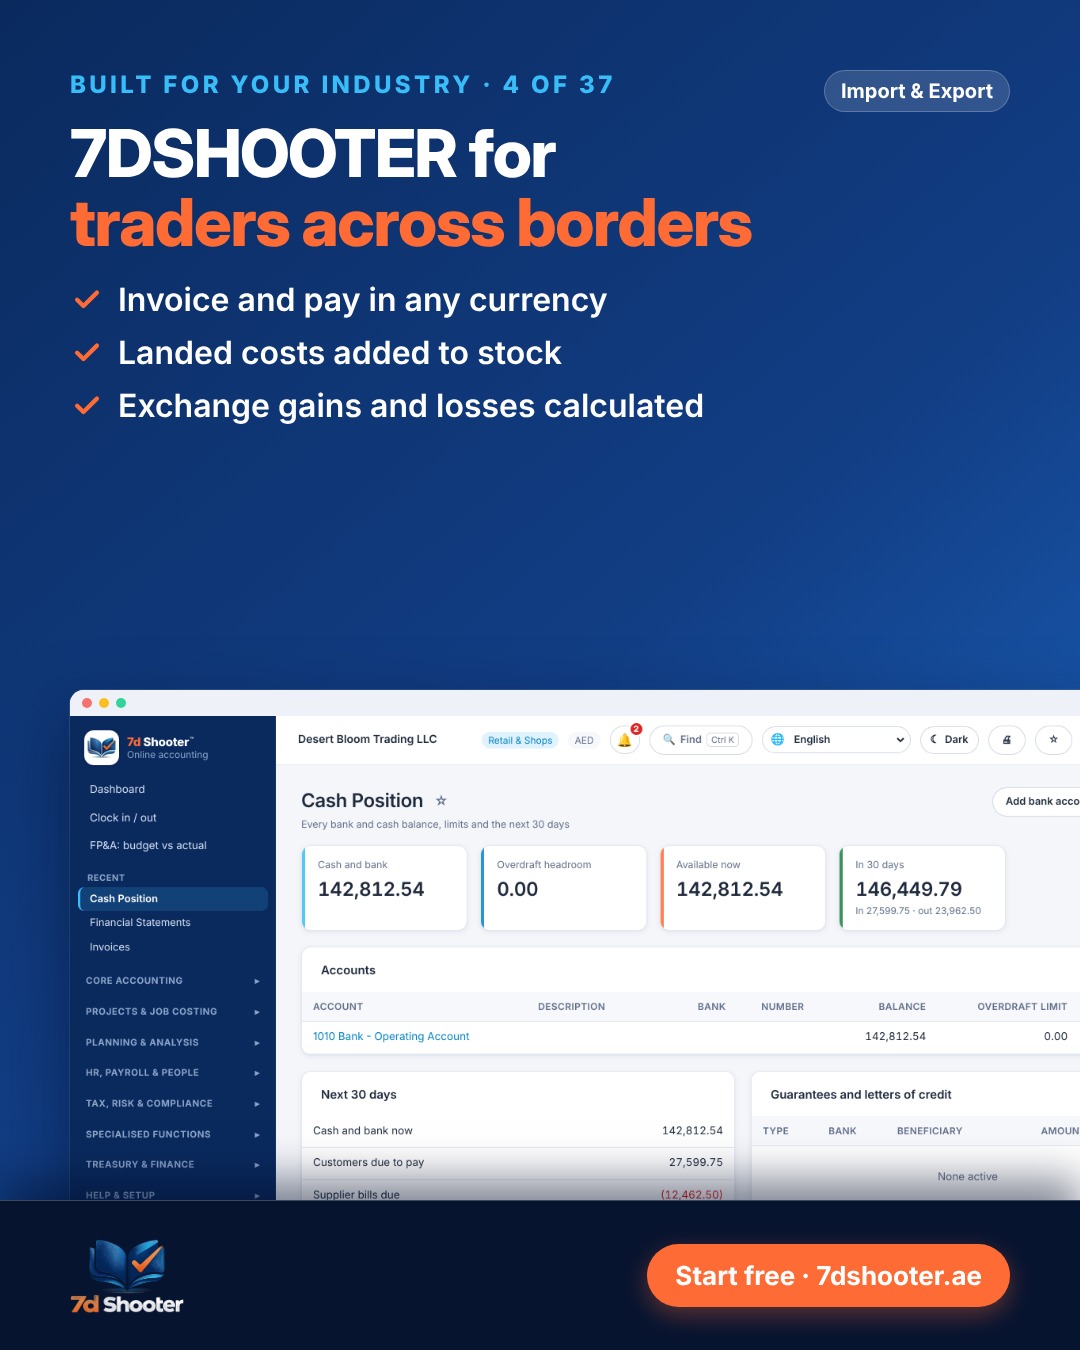 BUILT FOR YOUR INDUSTRY · 4 OF 37
Import & Export
7DSHOOTER for
traders across borders
Invoice and pay in any currency
Landed costs added to stock
Exchange gains and losses calculated
7d Shooter™
Online accounting
Desert Bloom Trading LLC
Retail & Shops
AED
2
Find
Ctrl K
English
Dark
Dashboard
Clock in / out
FP&A: budget vs actual
RECENT
Cash Position
Financial Statements
Invoices
CORE ACCOUNTING
PROJECTS & JOB COSTING
PLANNING & ANALYSIS
HR, PAYROLL & PEOPLE
TAX, RISK & COMPLIANCE
SPECIALISED FUNCTIONS
TREASURY & FINANCE
HELP & SETUP
Cash Position
Every bank and cash balance, limits and the next 30 days
Add bank acco
Cash and bank
142,812.54
Overdraft headroom
0.00
Available now
142,812.54
In 30 days
146,449.79
In 27,599.75 · out 23,962.50
Accounts
ACCOUNT DESCRIPTION BANK NUMBER BALANCE OVERDRAFT LIMIT
1010 Bank - Operating Account 142,812.54 0.00
Next 30 days
Cash and bank now 142,812.54
Customers due to pay 27,599.75
Supplier bills due (12,462.50)
Guarantees and letters of credit
TYPE BANK BENEFICIARY AMOUN
None active
7d Shooter
Start free · 7dshooter.ae